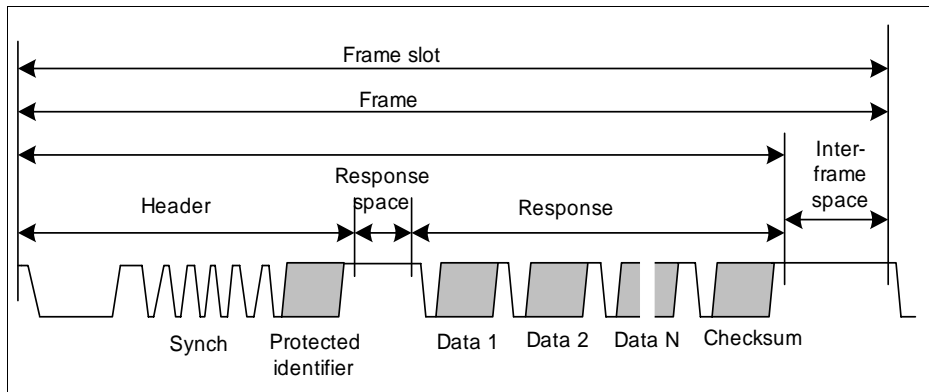 Frame slot
Frame
Inter-
frame
space
Response
space
Header
Response
Synch
Protected
identifier
Data 1
Data 2
Data N
Checksum